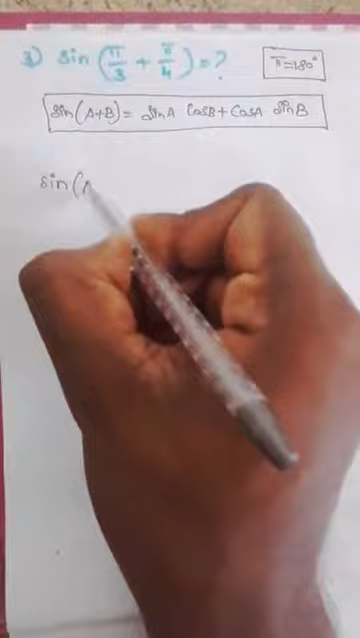 3) sin(π/3 + π/4) = ? π=180°
sin(A+B) = sinA cosB + cosA sinB
sin(